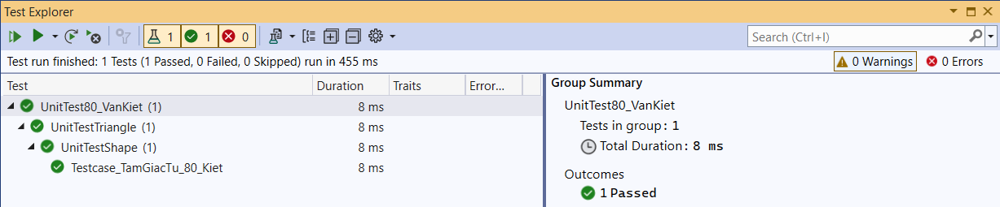 Test Explorer
1 1 0
Search (Ctrl+I)
Test run finished: 1 Tests (1 Passed, 0 Failed, 0 Skipped) run in 455 ms
0 Warnings
0 Errors
Test Duration Traits Error...
UnitTest80_VanKiet (1) 8 ms
UnitTestTriangle (1) 8 ms
UnitTestShape (1) 8 ms
Testcase_TamGiacTu_80_Kiet 8 ms
Group Summary
UnitTest80_VanKiet
Tests in group: 1
Total Duration: 8 ms
Outcomes
1 Passed